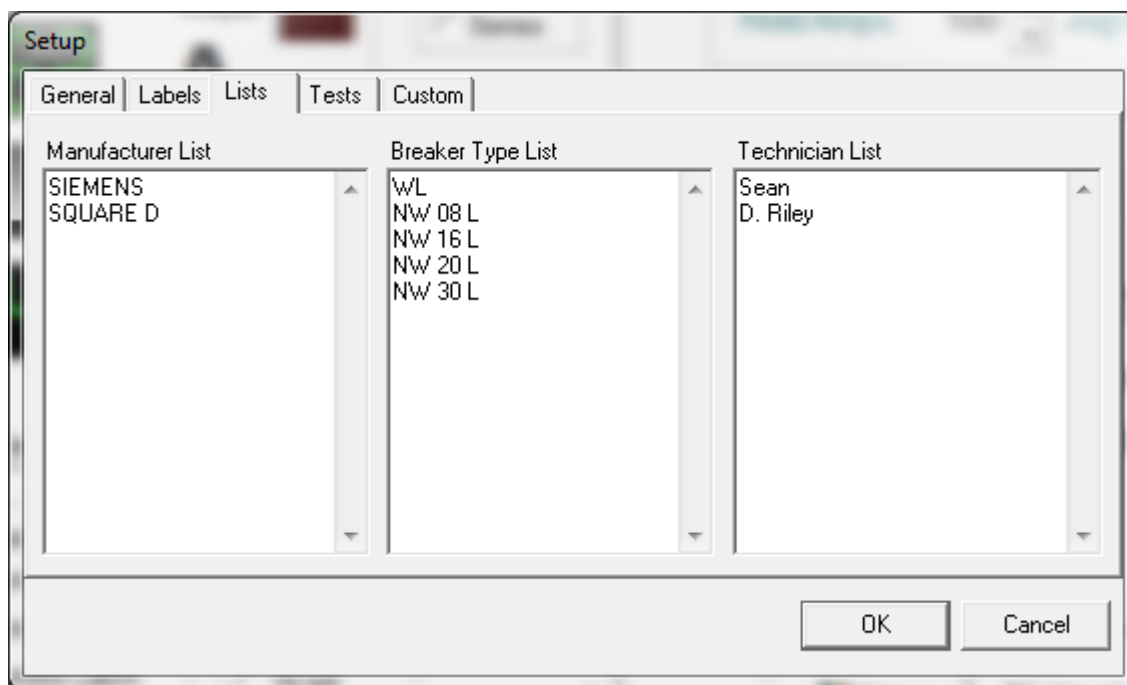 Setup
General Labels Lists Tests Custom
Manufacturer List
SIEMENS
SQUARE D
Breaker Type List
WL
NW 08 L
NW 16 L
NW 20 L
NW 30 L
Technician List
Sean
D. Riley
OK Cancel